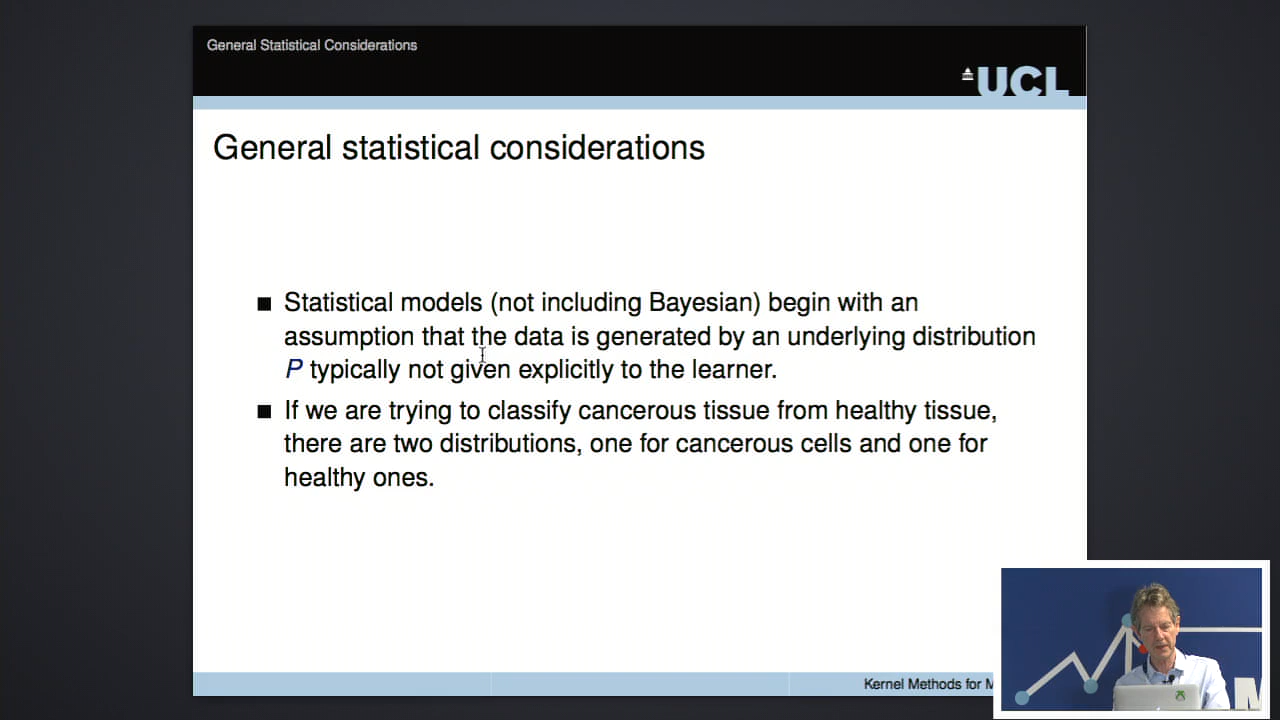 General Statistical Considerations
UCL
General statistical considerations
Statistical models (not including Bayesian) begin with an
assumption that the data is generated by an underlying distribution
P typically not given explicitly to the learner.
If we are trying to classify cancerous tissue from healthy tissue,
there are two distributions, one for cancerous cells and one for
healthy ones.
Kernel Methods for M
M